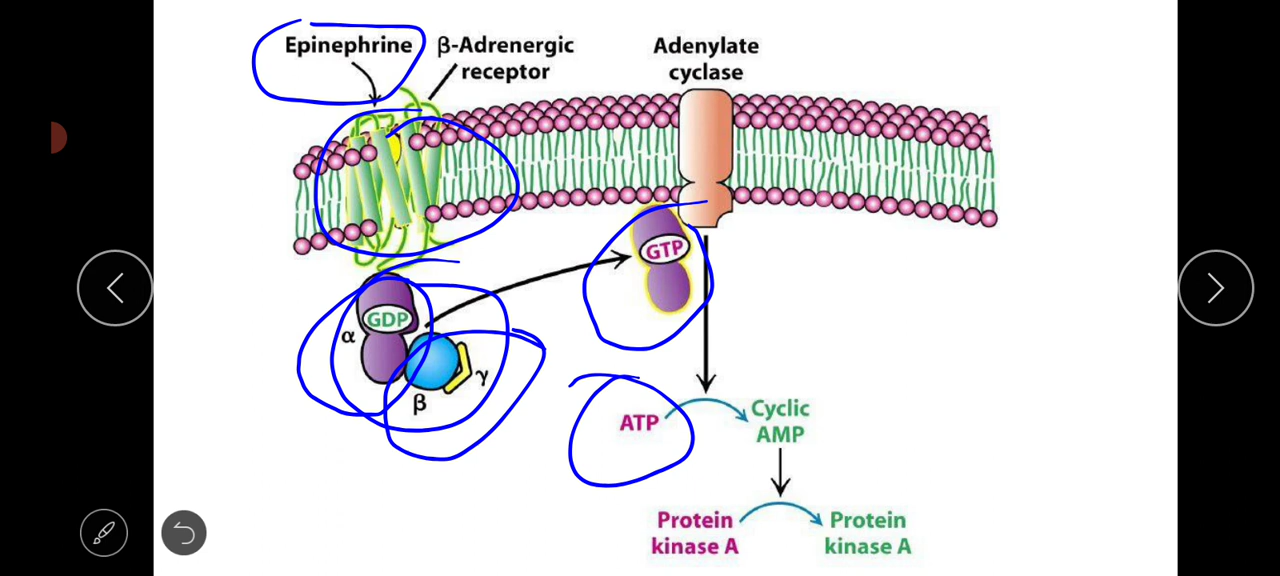 Epinephrine
β-Adrenergic
receptor
Adenylate
cyclase
GTP
GDP
α
β
γ
ATP
Cyclic
AMP
Protein
kinase A
Protein
kinase A